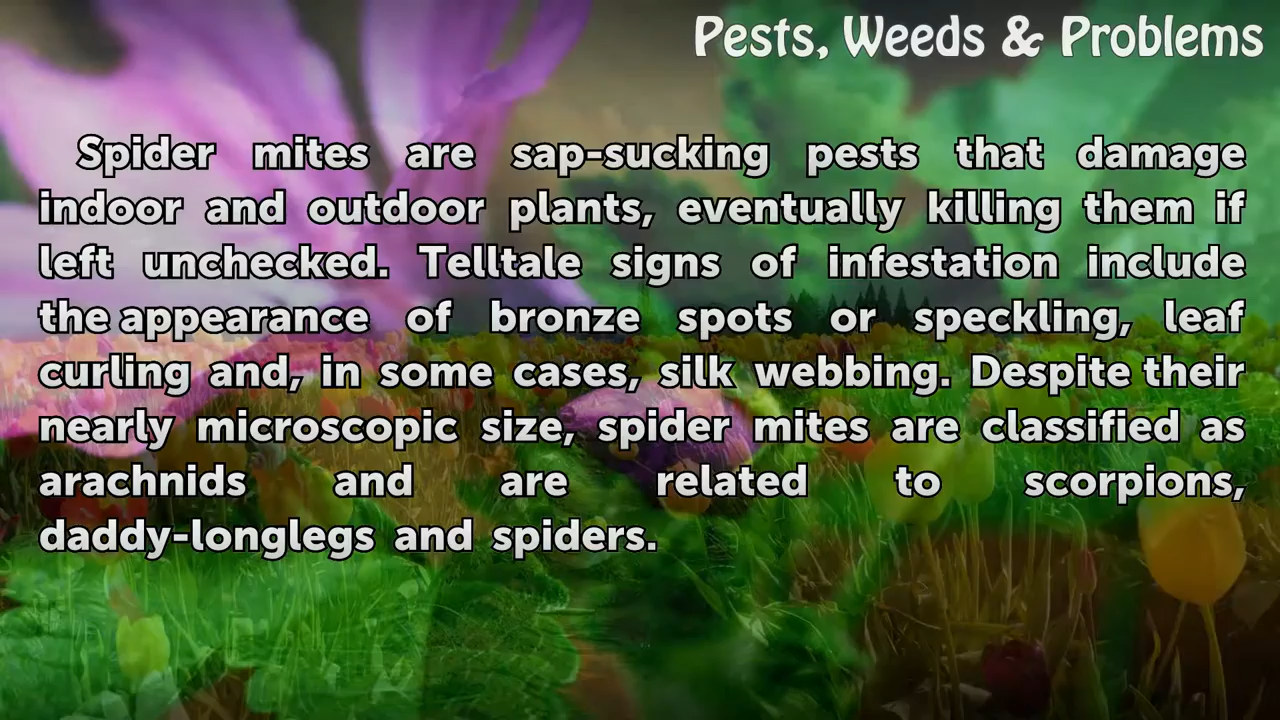 Pests, Weeds & Problems
Spider mites are sap-sucking pests that damage
indoor and outdoor plants, eventually killing them if
left unchecked. Telltale signs of infestation include
the appearance of bronze spots or speckling, leaf
curling and, in some cases, silk webbing. Despite their
nearly microscopic size, spider mites are classified as
arachnids and are related to scorpions,
daddy-longlegs and spiders.